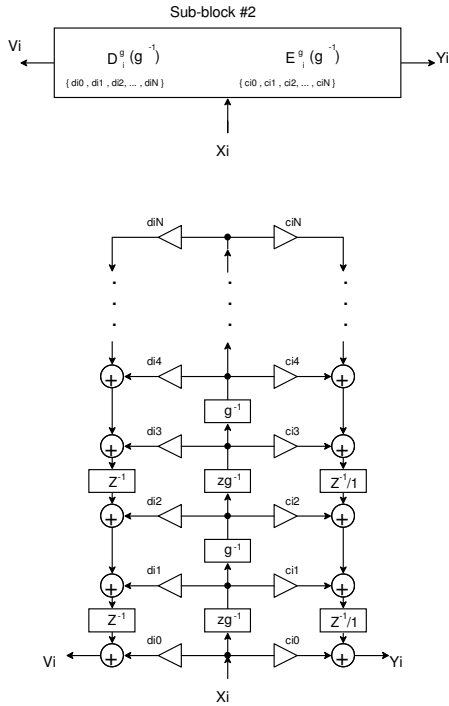 Sub-block #2
Vi
D i g (g -1)
E i g (g -1)
Yi
{ di0 , di1 , di2, ... , diN}
{ ci0 , ci1 , ci2, ... , ciN}
Xi
diN
ciN
. .
. .
. .
di4
ci4
+
+
g -1
di3
ci3
+
+
Z -1
zg -1
Z -1/1
di2
ci2
+
+
g -1
di1
ci1
+
+
Z -1
zg -1
Z -1/1
di0
ci0
Vi
+
+
Yi
Xi